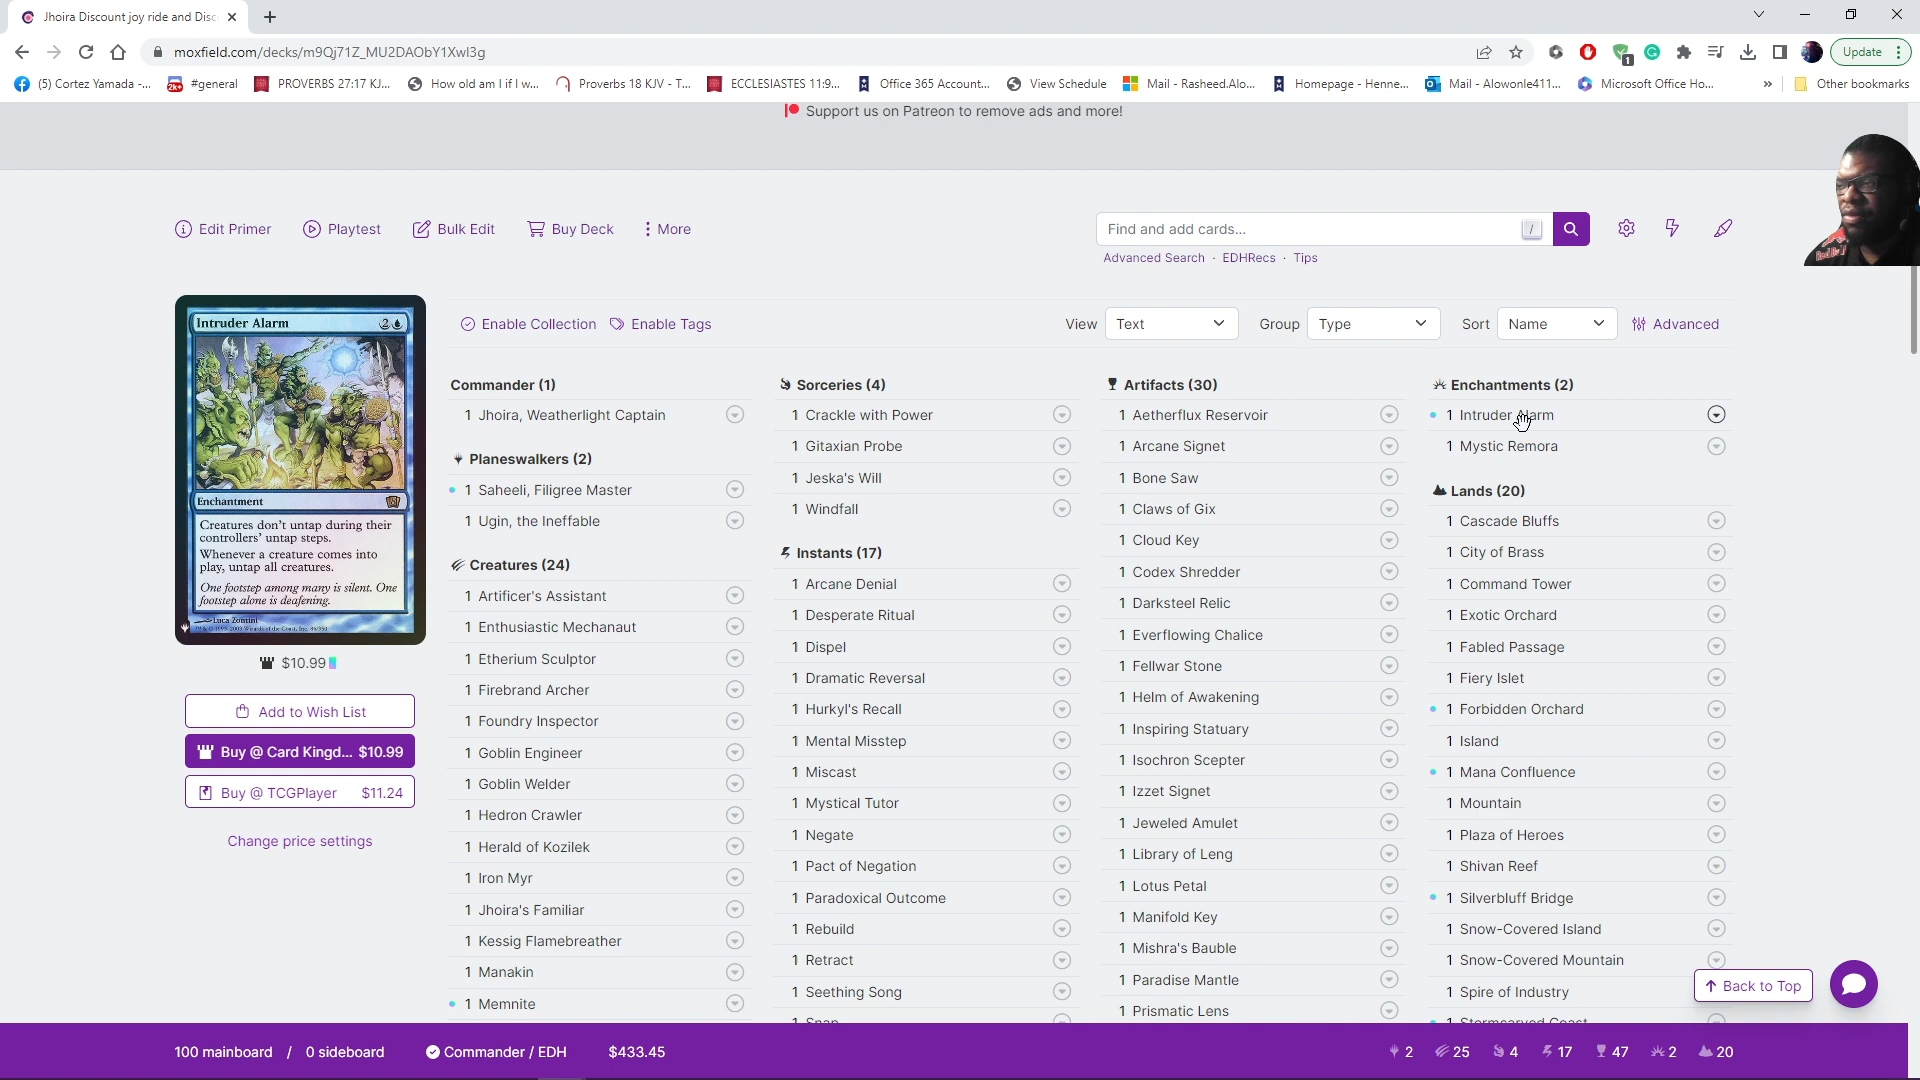 Jhoira Discount joy ride and Disc
moxfield.com/decks/m9Qj71Z_MU2DAObY1Xwl3g
Update
(5) Cortez Yamada -...
#general
PROVERBS 27:17 KJ...
How old am I if I w...
Proverbs 18 KJV - T...
ECCLESIASTES 11:9...
Office 365 Account...
View Schedule
Mail - Rasheed.Alo...
Homepage - Henne...
Mail - Alowonle411...
Microsoft Office Ho...
»
Other bookmarks
Support us on Patreon to remove ads and more!
Edit Primer
Playtest
Bulk Edit
Buy Deck
More
Find and add cards...
/
Advanced Search · EDHRecs · Tips
Intruder Alarm 2
Enchantment
Creatures don't untap during their
controllers' untap steps.
Whenever a creature comes into
play, untap all creatures.
One footstep among many is silent. One
footstep alone is deafening.
Luca Zontini
$10.99
Add to Wish List
Buy @ Card Kingd... $10.99
Buy @ TCGPlayer $11.24
Change price settings
Enable Collection
Enable Tags
View Text
Group Type
Sort Name
Advanced
Commander (1)
1 Jhoira, Weatherlight Captain
Planeswalkers (2)
1 Saheeli, Filigree Master
1 Ugin, the Ineffable
Creatures (24)
1 Artificer's Assistant
1 Enthusiastic Mechanaut
1 Etherium Sculptor
1 Firebrand Archer
1 Foundry Inspector
1 Goblin Engineer
1 Goblin Welder
1 Hedron Crawler
1 Herald of Kozilek
1 Iron Myr
1 Jhoira's Familiar
1 Kessig Flamebreather
1 Manakin
1 Memnite
Sorceries (4)
1 Crackle with Power
1 Gitaxian Probe
1 Jeska's Will
1 Windfall
Instants (17)
1 Arcane Denial
1 Desperate Ritual
1 Dispel
1 Dramatic Reversal
1 Hurkyl's Recall
1 Mental Misstep
1 Miscast
1 Mystical Tutor
1 Negate
1 Pact of Negation
1 Paradoxical Outcome
1 Rebuild
1 Retract
1 Seething Song
1 Snap
Artifacts (30)
1 Aetherflux Reservoir
1 Arcane Signet
1 Bone Saw
1 Claws of Gix
1 Cloud Key
1 Codex Shredder
1 Darksteel Relic
1 Everflowing Chalice
1 Fellwar Stone
1 Helm of Awakening
1 Inspiring Statuary
1 Isochron Scepter
1 Izzet Signet
1 Jeweled Amulet
1 Library of Leng
1 Lotus Petal
1 Manifold Key
1 Mishra's Bauble
1 Paradise Mantle
1 Prismatic Lens
Enchantments (2)
1 Intruder Alarm
1 Mystic Remora
Lands (20)
1 Cascade Bluffs
1 City of Brass
1 Command Tower
1 Exotic Orchard
1 Fabled Passage
1 Fiery Islet
1 Forbidden Orchard
1 Island
1 Mana Confluence
1 Mountain
1 Plaza of Heroes
1 Shivan Reef
1 Silverbluff Bridge
1 Snow-Covered Island
1 Snow-Covered Mountain
1 Spire of Industry
1 Stormcarved Coast
Back to Top
100 mainboard / 0 sideboard
Commander / EDH
$433.45
2 25 4 17 47 2 20